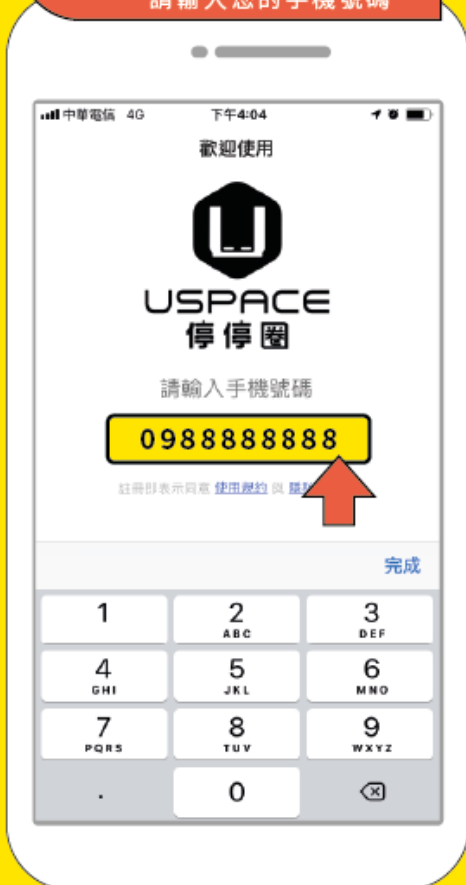 請輸入您的手機號碼
中華電信 4G 下午4:04
歡迎使用
USPACE
停停圈
請輸入手機號碼
0988888888
註冊即表示同意 使用規約 與 隱
完成
1 2 3
ABC DEF
4 5 6
GHI JKL MNO
7 8 9
PQRS TUV WXYZ
. 0